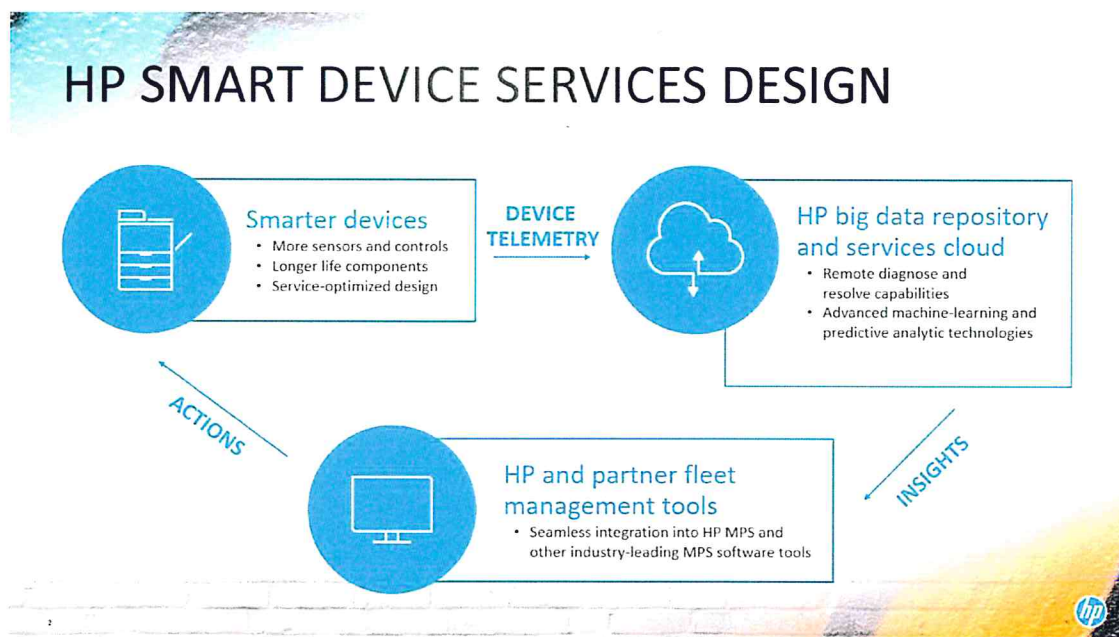 HP SMART DEVICE SERVICES DESIGN
Smarter devices
• More sensors and controls
• Longer life components
• Service-optimized design
DEVICE
TELEMETRY
HP big data repository
and services cloud
• Remote diagnose and
resolve capabilities
• Advanced machine-learning and
predictive analytic technologies
ACTIONS
INSIGHTS
HP and partner fleet
management tools
• Seamless integration into HP MPS and
other industry-leading MPS software tools
2
hp